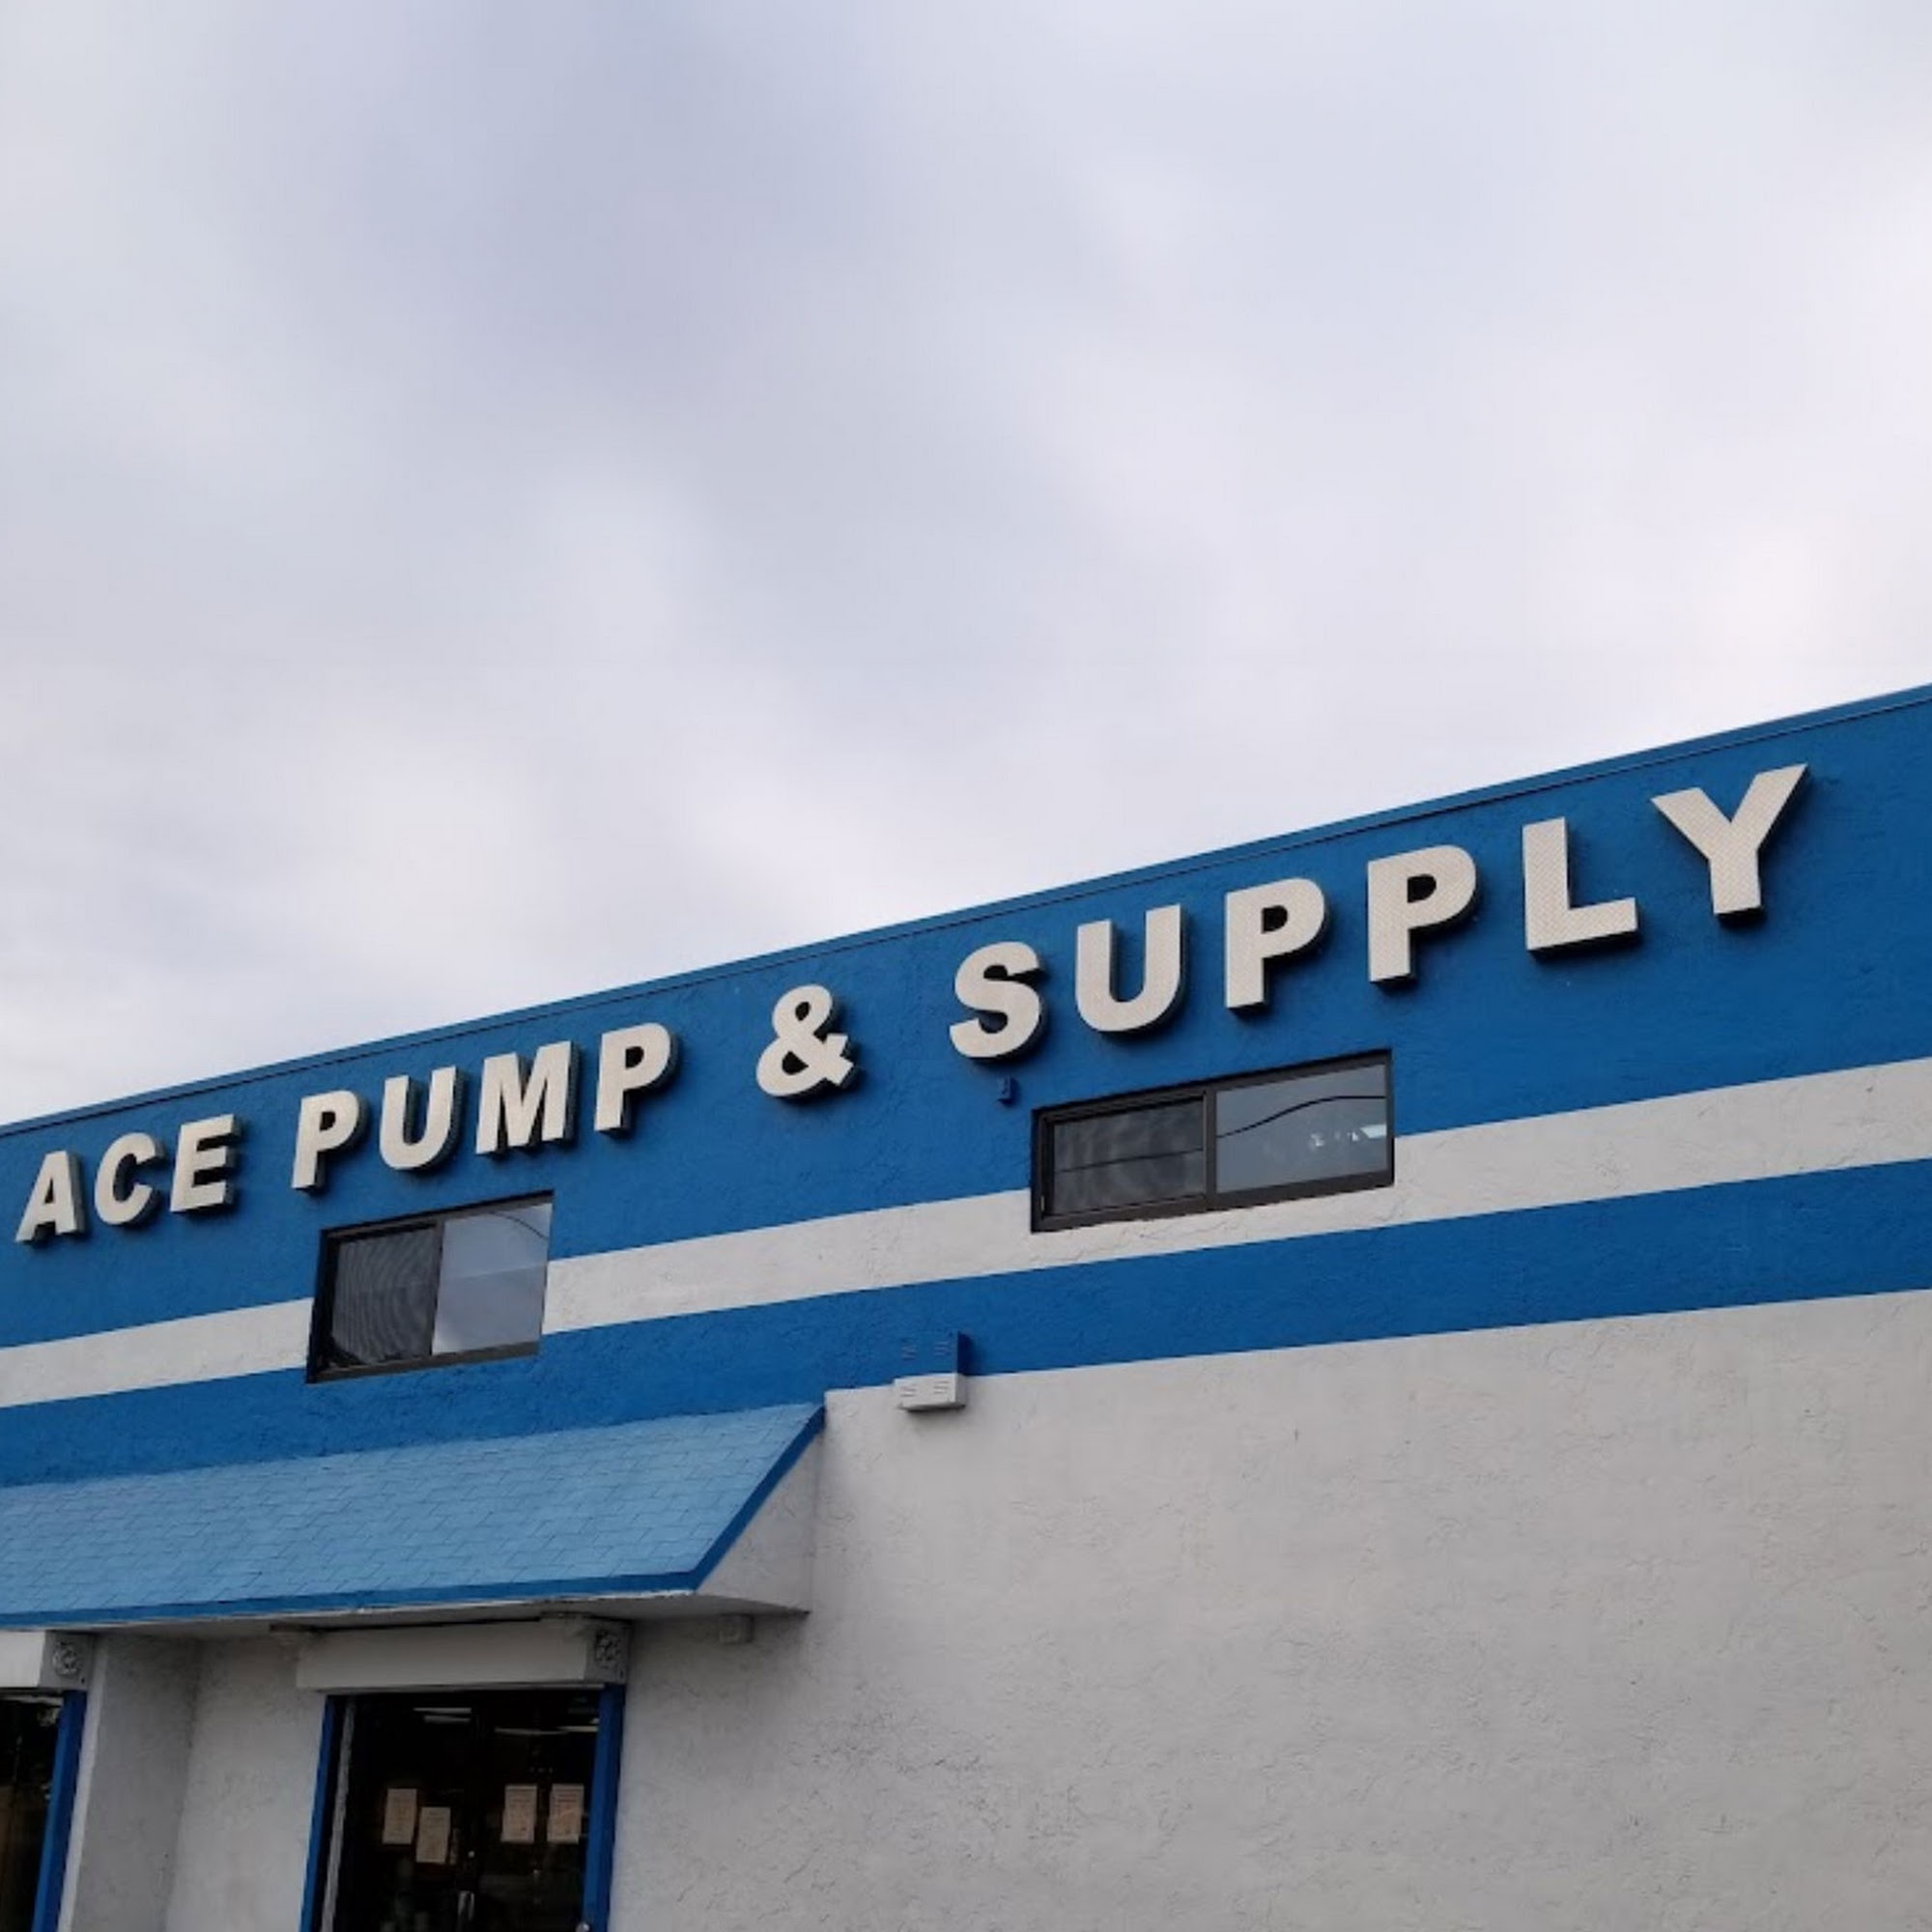 ACE PUMP & SUPPLY